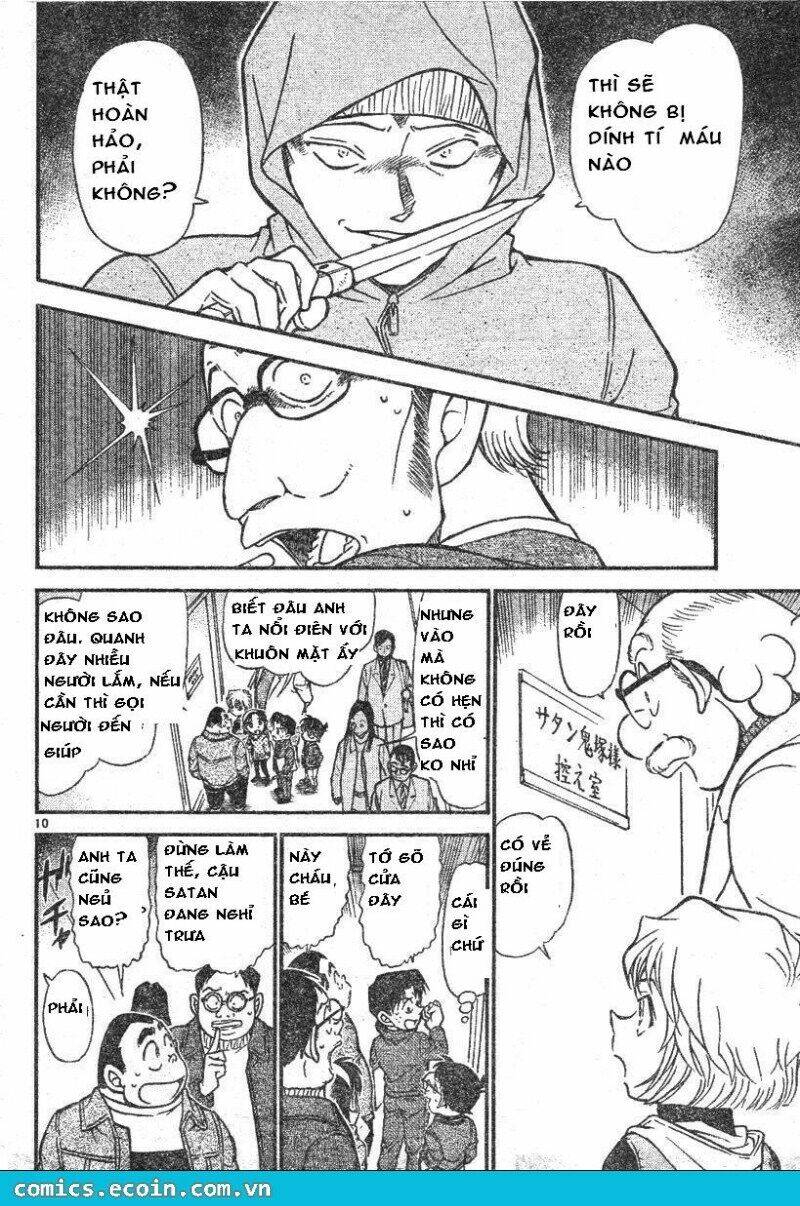 THÌ SẼ
KHÔNG BỊ
DÍNH TÍ MÁU
NÀO
THẬT
HOÀN
HẢO,
PHẢI
KHÔNG?
ĐÂY
RỒI
サタン鬼塚様
控え室
CÓ VẺ
ĐÚNG
RỒI
NHƯNG
VÀO
MÀ
KHÔNG
CÓ HẸN
THÌ CÓ
SAO
KO NHỈ
BIẾT ĐÂU ANH
TA NỔI ĐIÊN VỚI
KHUÔN MẶT ẤY
KHÔNG SAO
ĐÂU. QUANH
ĐÂY NHIỀU
NGƯỜI LẮM, NẾU
CẦN THÌ GỌI
NGƯỜI ĐẾN
GIÚP
10
TỚ GÕ
CỬA
ĐÂY
CÁI
GÌ
CHỨ
NÀY
CHÁU
BÉ
ĐỪNG LÀM
THẾ, CẬU
SATAN
ĐANG NGHỈ
TRƯA
ANH TA
CŨNG
NGỦ
SAO?
PHẢI
comics.ecoin.com.vn